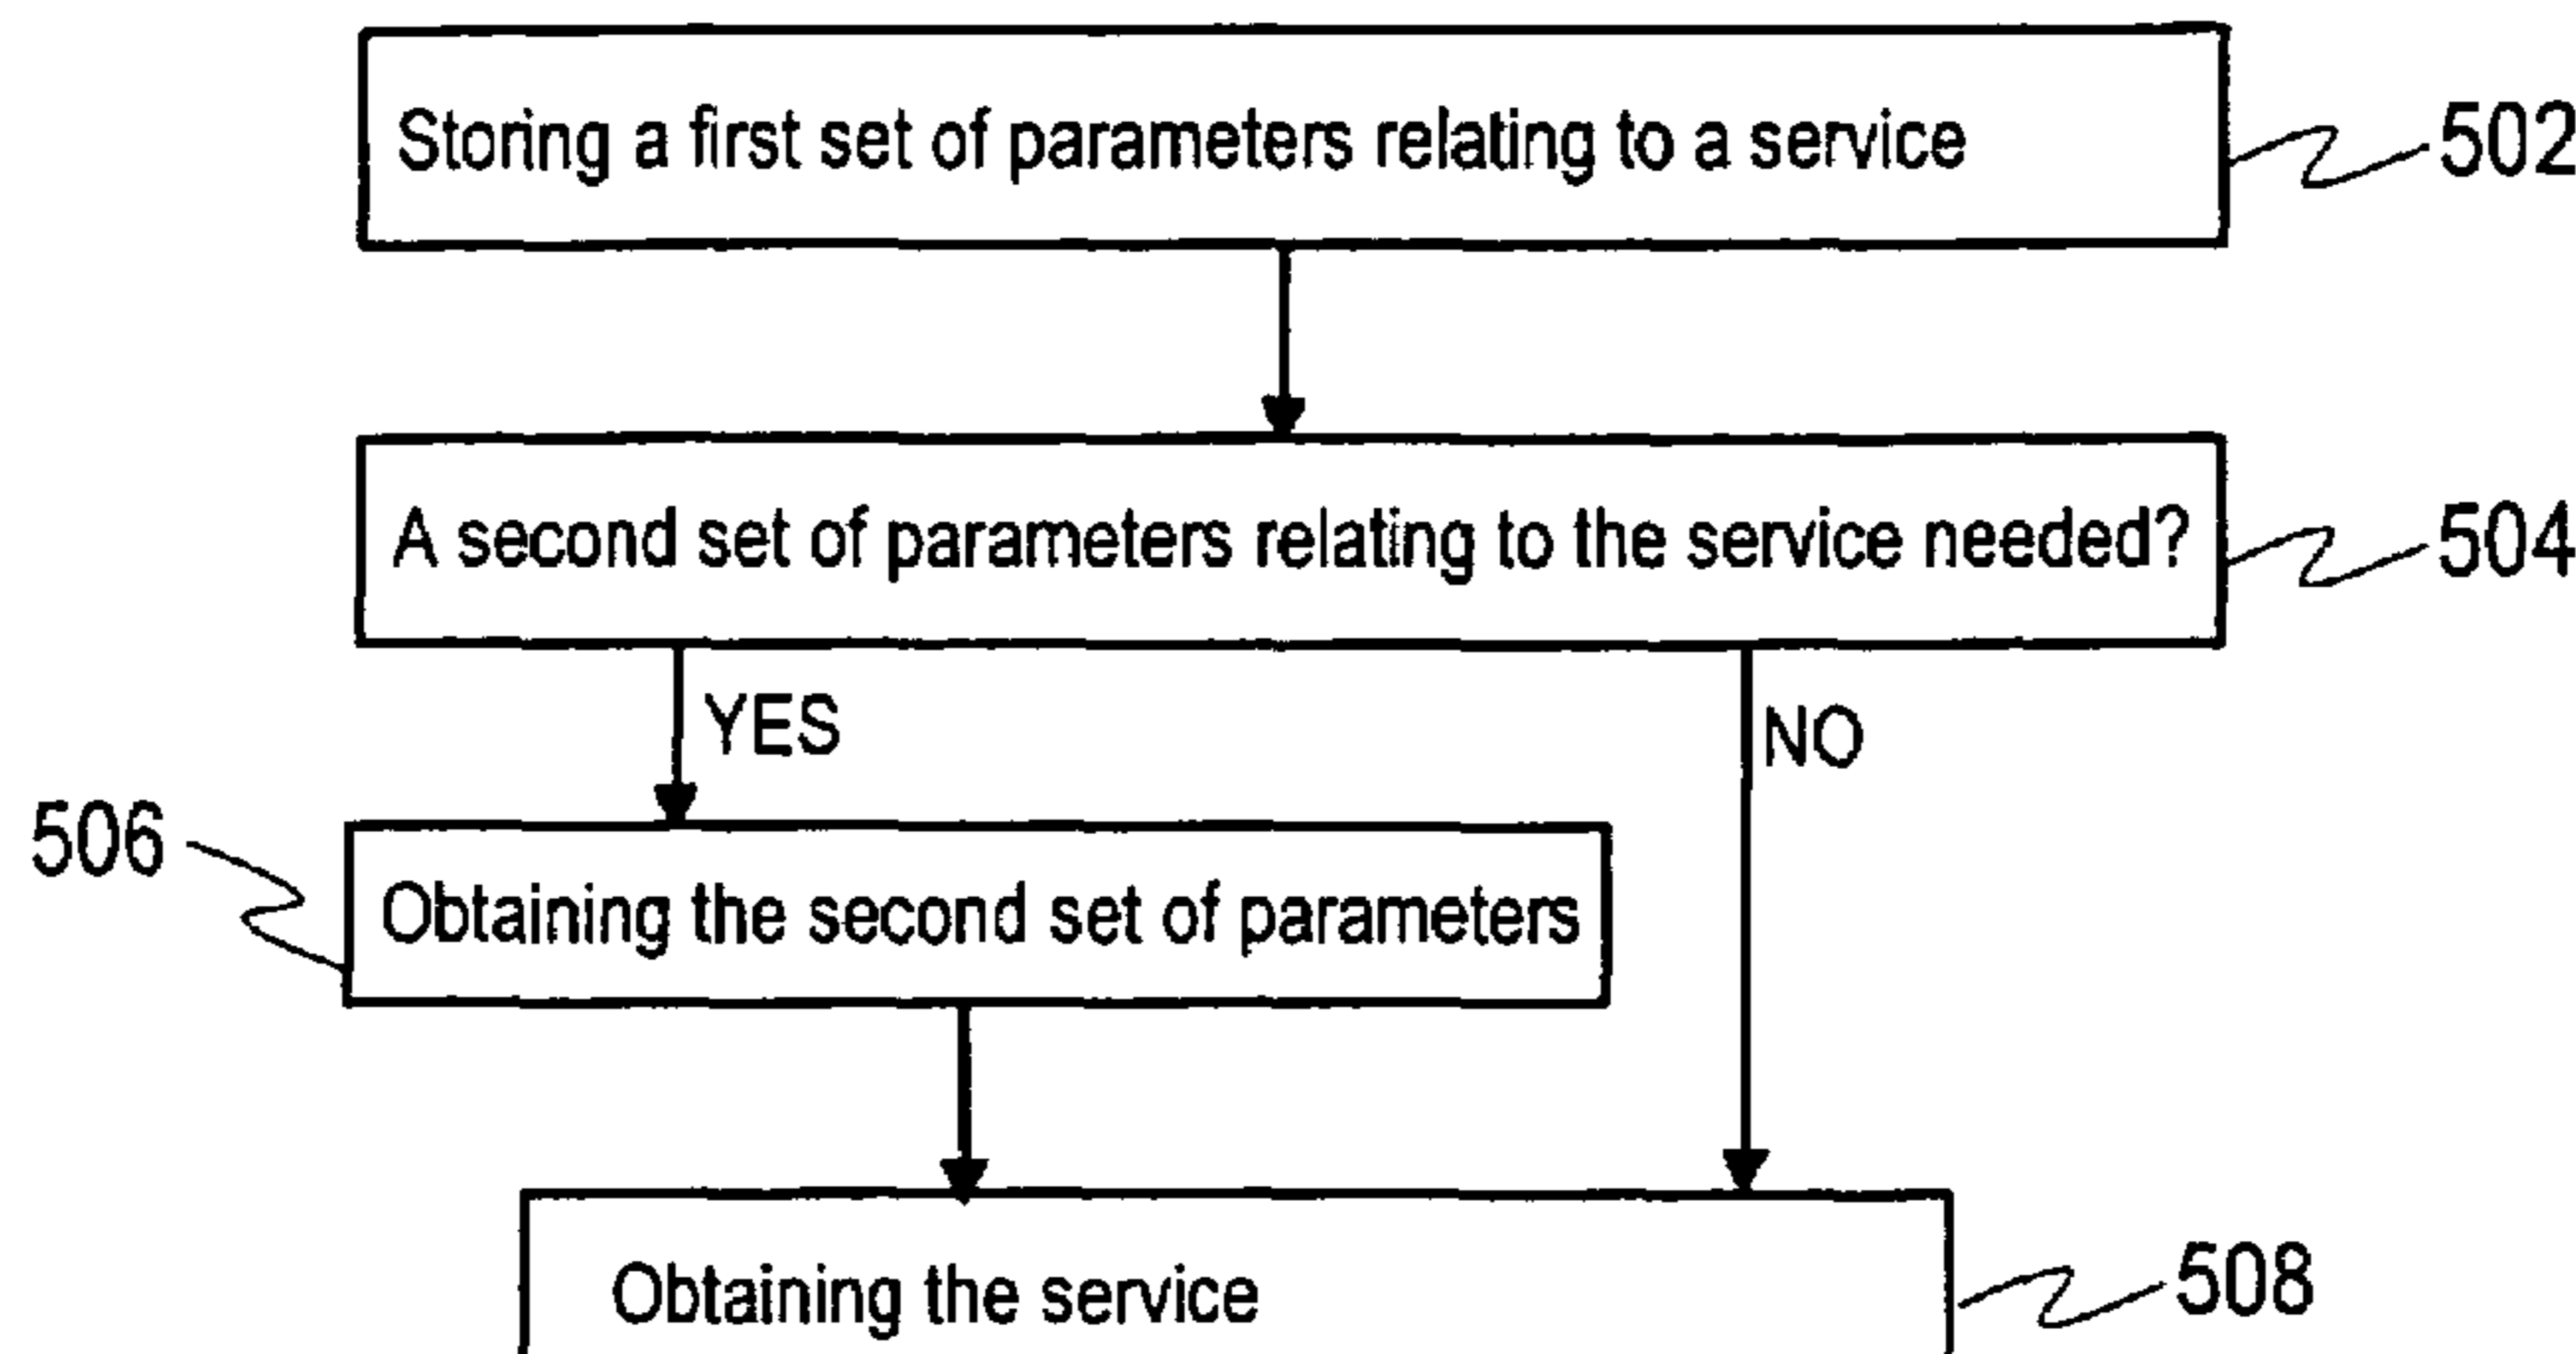 Storing a first set of parameters relating to a service
502
A second set of parameters relating to the service needed?
504
YES
NO
506
Obtaining the second set of parameters
Obtaining the service
508